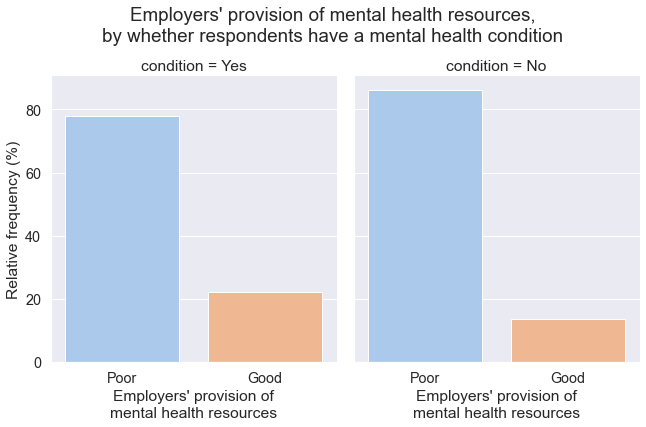 Employers' provision of mental health resources,
by whether respondents have a mental health condition
condition = Yes
condition = No
Relative frequency (%)
80
60
40
20
0
Poor
Good
Poor
Good
Employers' provision of
mental health resources
Employers' provision of
mental health resources